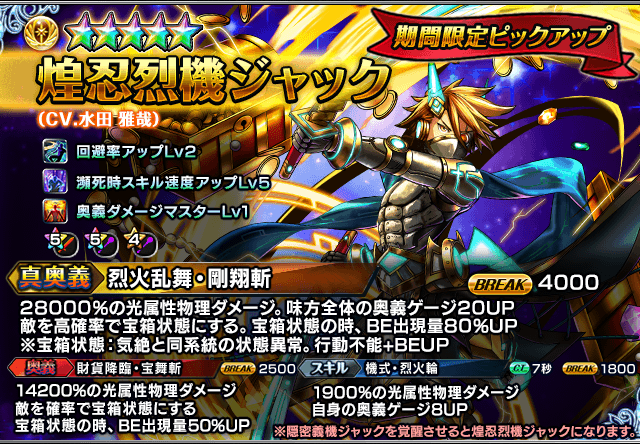 期間限定ピックアップ
煌忍烈機ジャック
(CV.水田 雅哉)
回避率アップLv2
瀕死時スキル速度アップLv5
奥義ダメージマスターLv1
5 5 4
真奥義 烈火乱舞・剛翔斬 BREAK 4000
28000%の光属性物理ダメージ。味方全体の奥義ゲージ20UP
敵を高確率で宝箱状態にする。宝箱状態の時、BE出現量80%UP
※宝箱状態：気絶と同系統の状態異常。行動不能+BEUP
奥義 財貨降臨・宝舞斬 BREAK 2500
14200%の光属性物理ダメージ
敵を確率で宝箱状態にする
宝箱状態の時、BE出現量50%UP
スキル 機式・烈火輪 CT 7秒 BREAK 1800
1900%の光属性物理ダメージ
自身の奥義ゲージ8UP
※隠密義機ジャックを覚醒させると煌忍烈機ジャックになります。